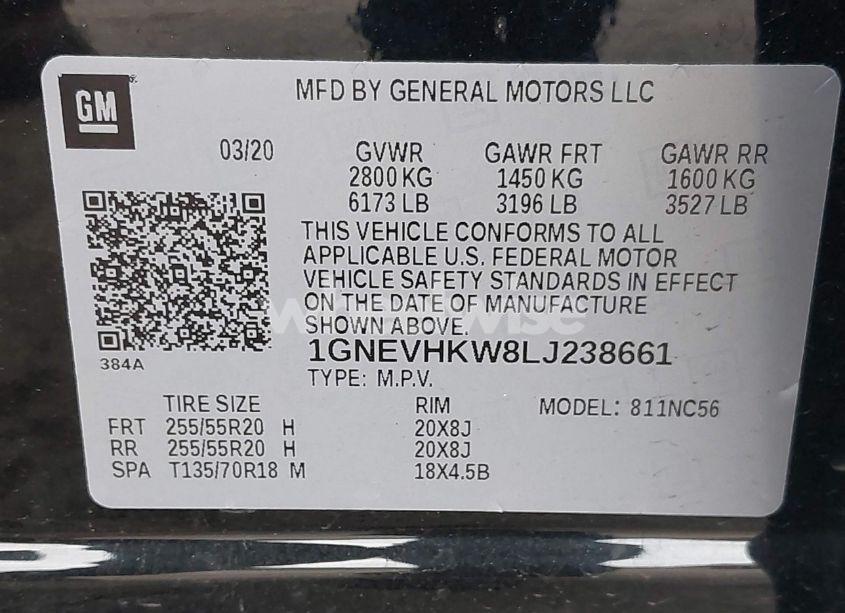 GM
MFD BY GENERAL MOTORS LLC
03/20 GVWR GAWR FRT GAWR RR
2800 KG 1450 KG 1600 KG
6173 LB 3196 LB 3527 LB
THIS VEHICLE CONFORMS TO ALL
APPLICABLE U.S. FEDERAL MOTOR
VEHICLE SAFETY STANDARDS IN EFFECT
ON THE DATE OF MANUFACTURE
SHOWN ABOVE.
384A
1GNEVHKW8LJ238661
TYPE: M.P.V.
TIRE SIZE RIM MODEL: 811NC56
FRT 255/55R20 H 20X8J
RR 255/55R20 H 20X8J
SPA T135/70R18 M 18X4.5B